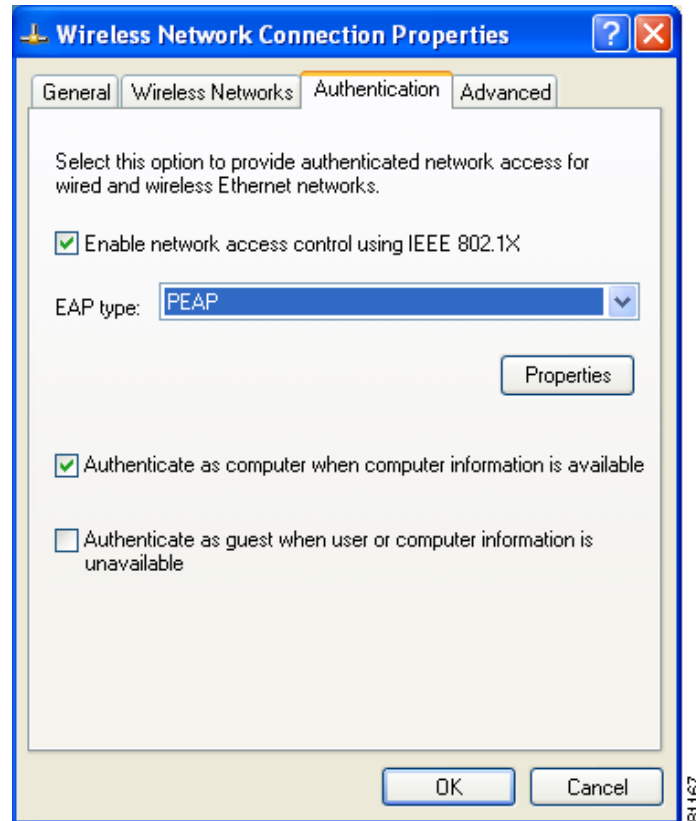 Wireless Network Connection Properties
?
General Wireless Networks Authentication Advanced
Select this option to provide authenticated network access for
wired and wireless Ethernet networks.
Enable network access control using IEEE 802.1X
EAP type: PEAP
Properties
Authenticate as computer when computer information is available
Authenticate as guest when user or computer information is
unavailable
OK Cancel
81167